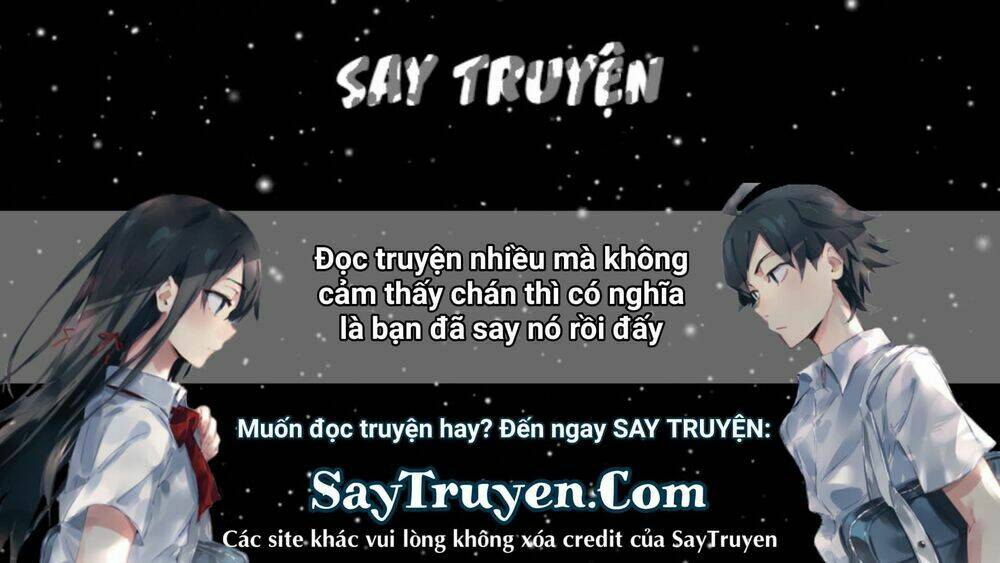 SAY TRUYỆN
Đọc truyện nhiều mà không
cảm thấy chán thì có nghĩa
là bạn đã say nó rồi đấy
Muốn đọc truyện hay? Đến ngay SAY TRUYỆN:
SayTruyen.Com
Các site khác vui lòng không xóa credit của SayTruyen